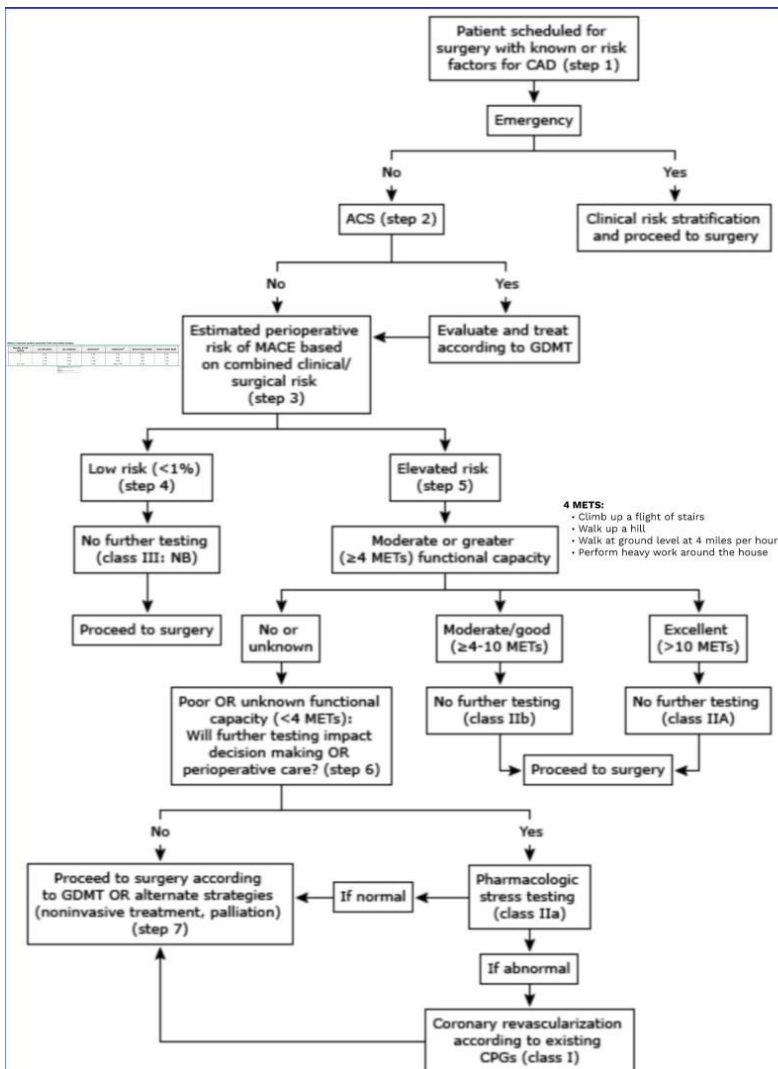 Patient scheduled for
surgery with known or risk
factors for CAD (step 1)
Emergency
No
Yes
ACS (step 2)
Clinical risk stratification
and proceed to surgery
No
Yes
Estimated perioperative
risk of MACE based
on combined clinical/
surgical risk
(step 3)
Evaluate and treat
according to GDMT
Low risk (<1%)
(step 4)
Elevated risk
(step 5)
4 METS:
• Climb up a flight of stairs
• Walk up a hill
• Walk at ground level at 4 miles per hour
• Perform heavy work around the house
No further testing
(class III: NB)
Moderate or greater
(≥4 METs) functional capacity
Proceed to surgery
No or
unknown
Moderate/good
(≥4-10 METs)
Excellent
(>10 METs)
Poor OR unknown functional
capacity (<4 METs):
Will further testing impact
decision making OR
perioperative care? (step 6)
No further testing
(class IIb)
No further testing
(class IIA)
Proceed to surgery
No
Yes
Proceed to surgery according
to GDMT OR alternate strategies
(noninvasive treatment, palliation)
(step 7)
If normal
Pharmacologic
stress testing
(class IIa)
If abnormal
Coronary revascularization
according to existing
CPGs (class I)